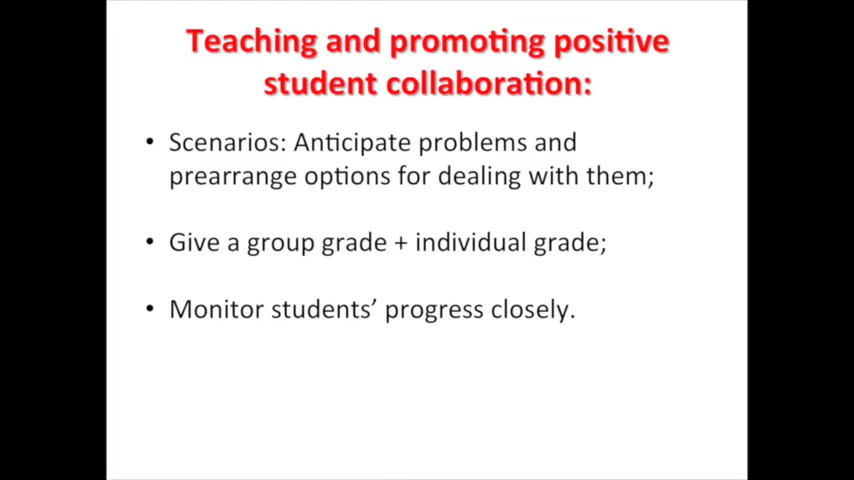 Teaching and promoting positive
student collaboration:
• Scenarios: Anticipate problems and
prearrange options for dealing with them;
• Give a group grade + individual grade;
• Monitor students’ progress closely.